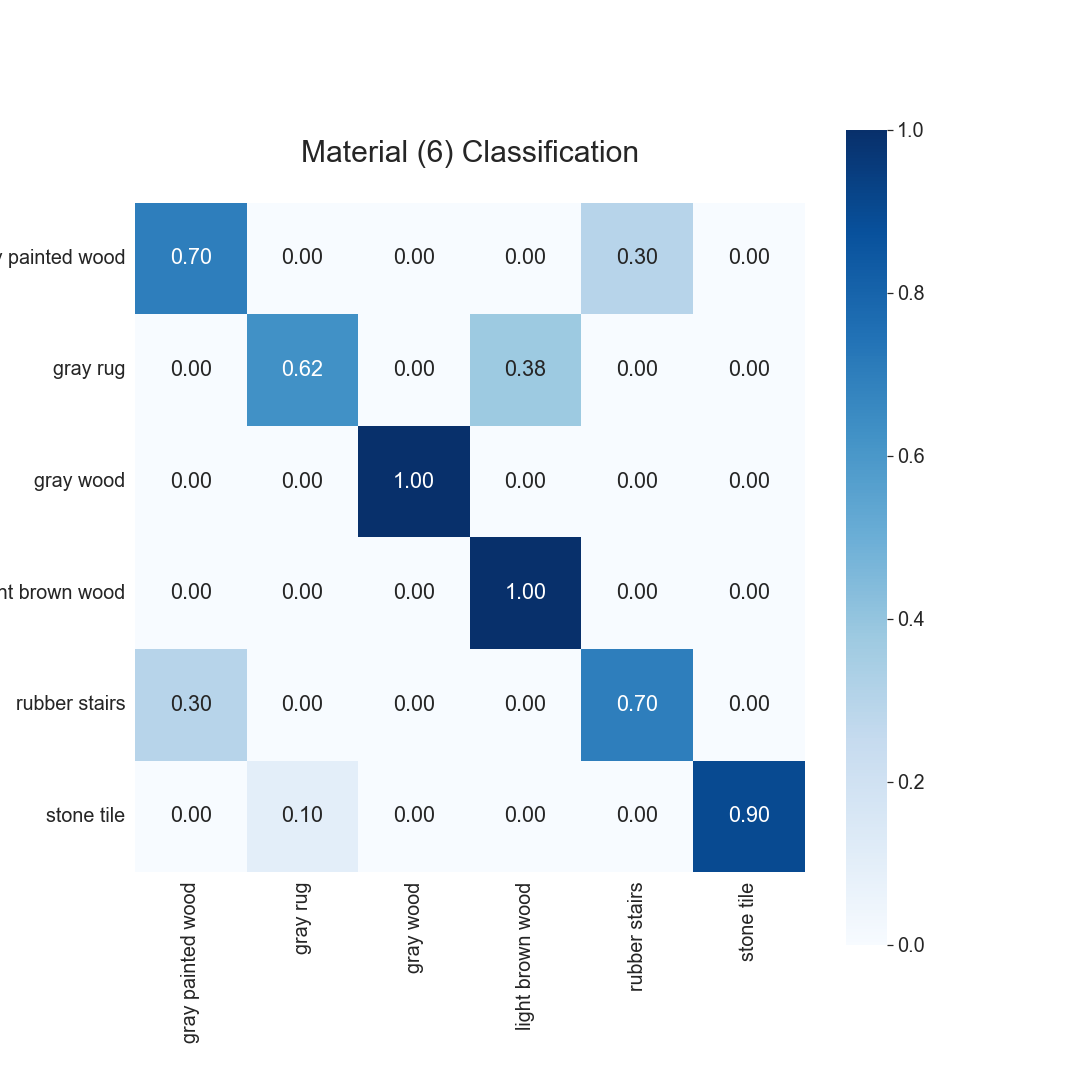 Material (6) Classification
painted wood 0.70 0.00 0.00 0.00 0.30 0.00
gray rug 0.00 0.62 0.00 0.38 0.00 0.00
gray wood 0.00 0.00 1.00 0.00 0.00 0.00
brown wood 0.00 0.00 0.00 1.00 0.00 0.00
rubber stairs 0.30 0.00 0.00 0.00 0.70 0.00
stone tile 0.00 0.10 0.00 0.00 0.00 0.90
gray painted wood
gray rug
gray wood
light brown wood
rubber stairs
stone tile
1.0
0.8
0.6
0.4
0.2
0.0